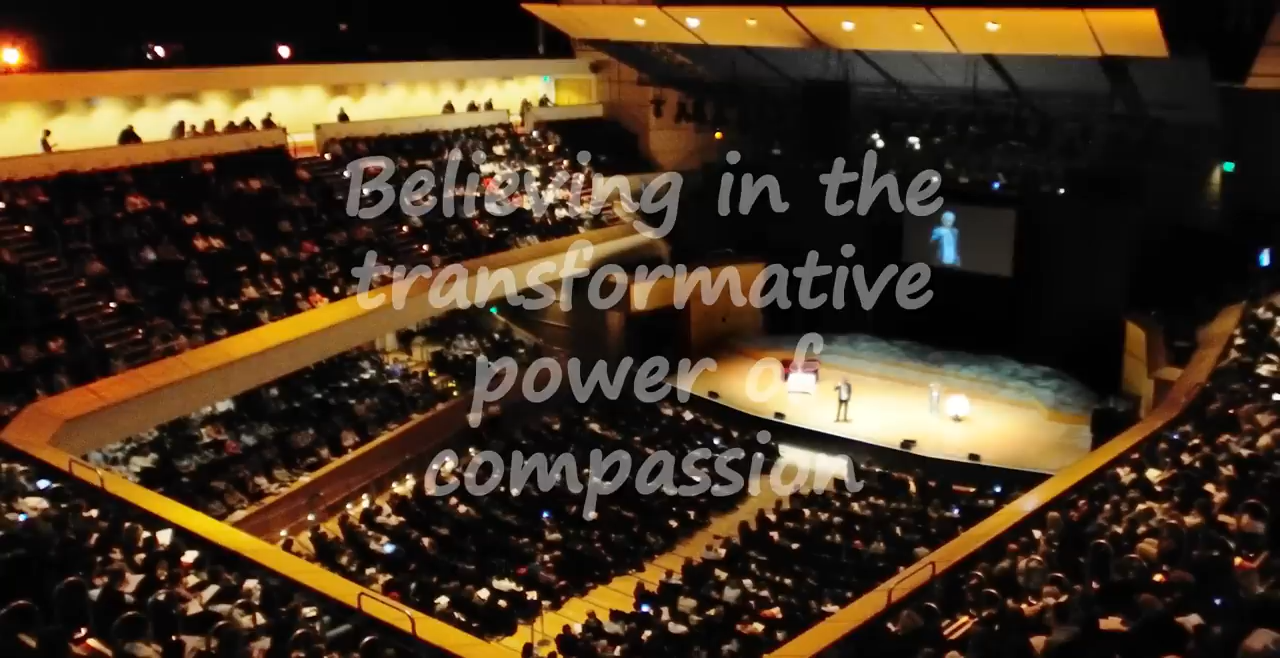 Believing in the
transformative
power of
compassion